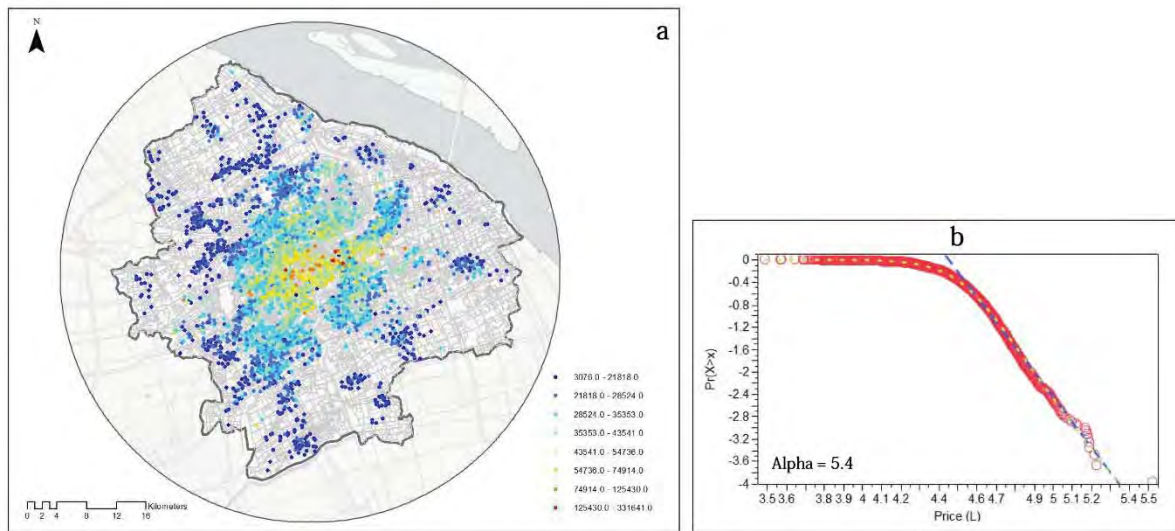 N
a
3076.0 - 21818.0
21818.0 - 28524.0
28524.0 - 35353.0
35353.0 - 43541.0
43541.0 - 54736.0
54736.0 - 74914.0
74914.0 - 125430.0
125430.0 - 331641.0
Kilometers
0 2 4 8 12 16
b
0
-0.4
-0.8
-1.2
-1.6
-2
-2.4
-2.8
-3.2
-3.6
-4
Pr(X>x)
Alpha = 5.4
3.5 3.6 3.8 3.9 4 4.1 4.2 4.4 4.6 4.7 4.9 5 5.1 5.2 5.4 5.5
Price (L)